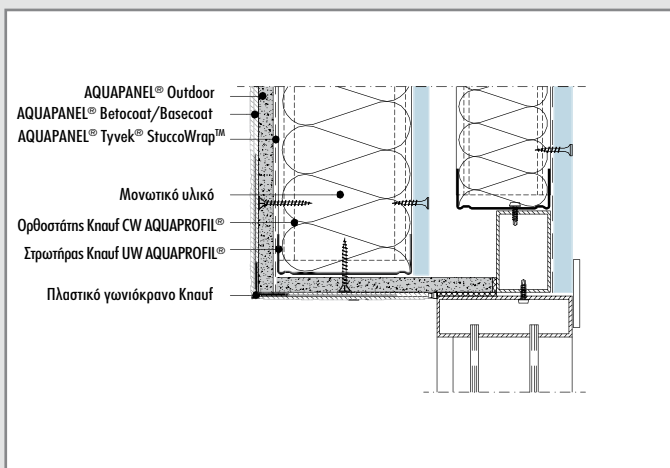 AQUAPANEL® Outdoor
AQUAPANEL® Betocoat/Basecoat
AQUAPANEL® Tyvek® StuccoWrap™
Μονωτικό υλικό
Ορθοστάτης Knauf CW AQUAPROFIL®
Στρωτήρας Knauf UW AQUAPROFIL®
Πλαστικό γωνιόκρανο Knauf